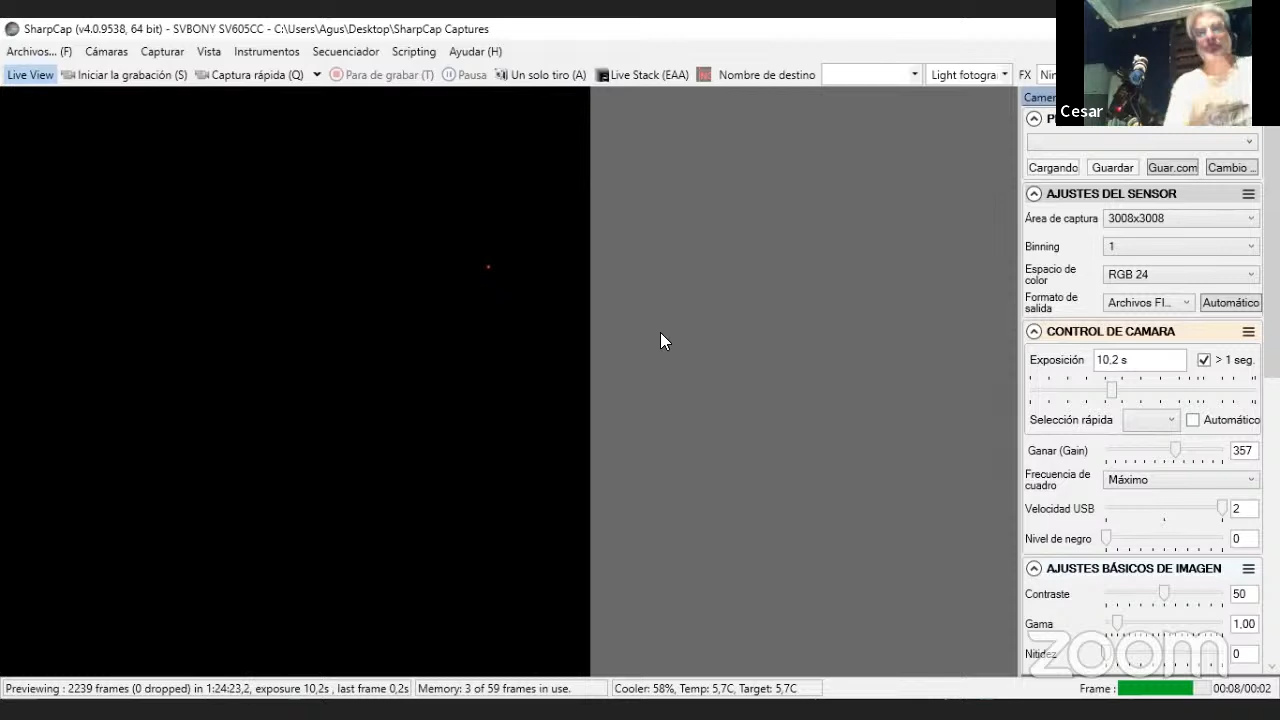 SharpCap (v4.0.9538, 64 bit) - SVBONY SV605CC - C:\Users\Agus\Desktop\SharpCap Captures
Archivos... (F) Cámaras Capturar Vista Instrumentos Secuenciador Scripting Ayudar (H)
Live View Iniciar la grabación (S) Captura rápida (Q) Para de grabar (T) Pausa Un solo tiro (A) Live Stack (EAA) Nombre de destino Light fotogra FX Nin
Cesar
Camer
Cargando Guardar Guar.com Cambio ..
AJUSTES DEL SENSOR
Área de captura 3008x3008
Binning 1
Espacio de color RGB 24
Formato de salida Archivos FI... Automático
CONTROL DE CAMARA
Exposición 10,2 s > 1 seg.
Selección rápida Automático
Ganar (Gain) 357
Frecuencia de cuadro Máximo
Velocidad USB 2
Nivel de negro 0
AJUSTES BÁSICOS DE IMAGEN
Contraste 50
Gama 1,00
Nitidez 0
zoom
Previewing : 2239 frames (0 dropped) in 1:24:23,2, exposure 10,2s , last frame 0,2s Memory: 3 of 59 frames in use. Cooler: 58%, Temp: 5,7C, Target: 5,7C Frame : 00:08/00:02